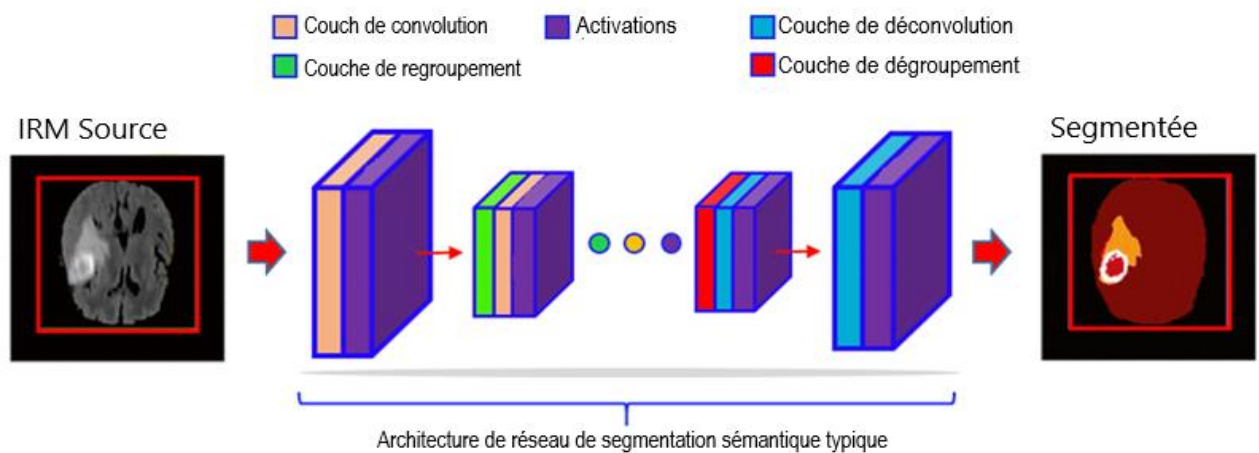 Couch de convolution
Activations
Couche de déconvolution
Couche de regroupement
Couche de dégroupement
IRM Source
Segmentée
Architecture de réseau de segmentation sémantique typique